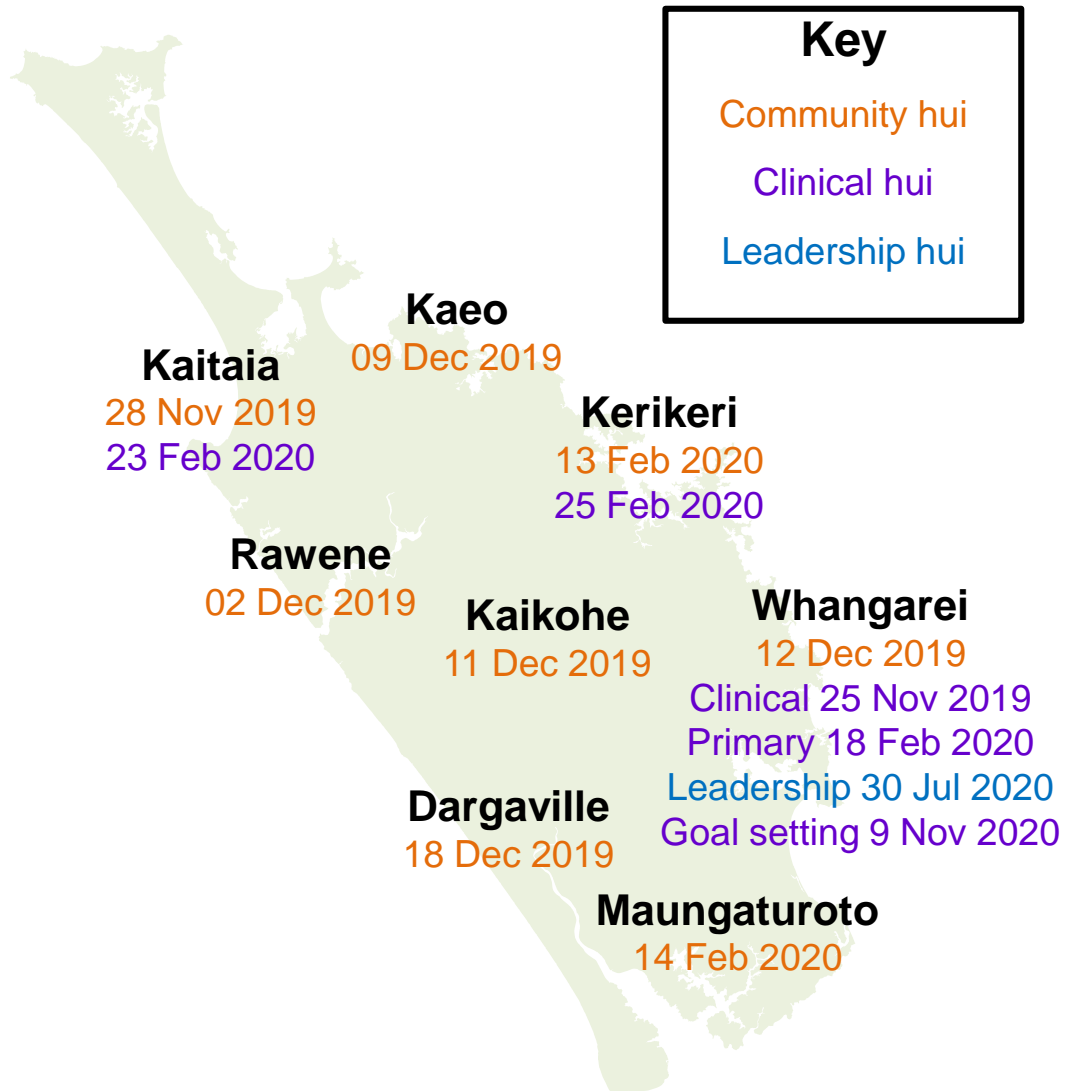 Key
Community hui
Clinical hui
Leadership hui
Kaeo
09 Dec 2019
Kaitaia
28 Nov 2019
23 Feb 2020
Kerikeri
13 Feb 2020
25 Feb 2020
Rawene
02 Dec 2019
Kaikohe
11 Dec 2019
Whangarei
12 Dec 2019
Clinical 25 Nov 2019
Primary 18 Feb 2020
Leadership 30 Jul 2020
Goal setting 9 Nov 2020
Dargaville
18 Dec 2019
Maungaturoto
14 Feb 2020